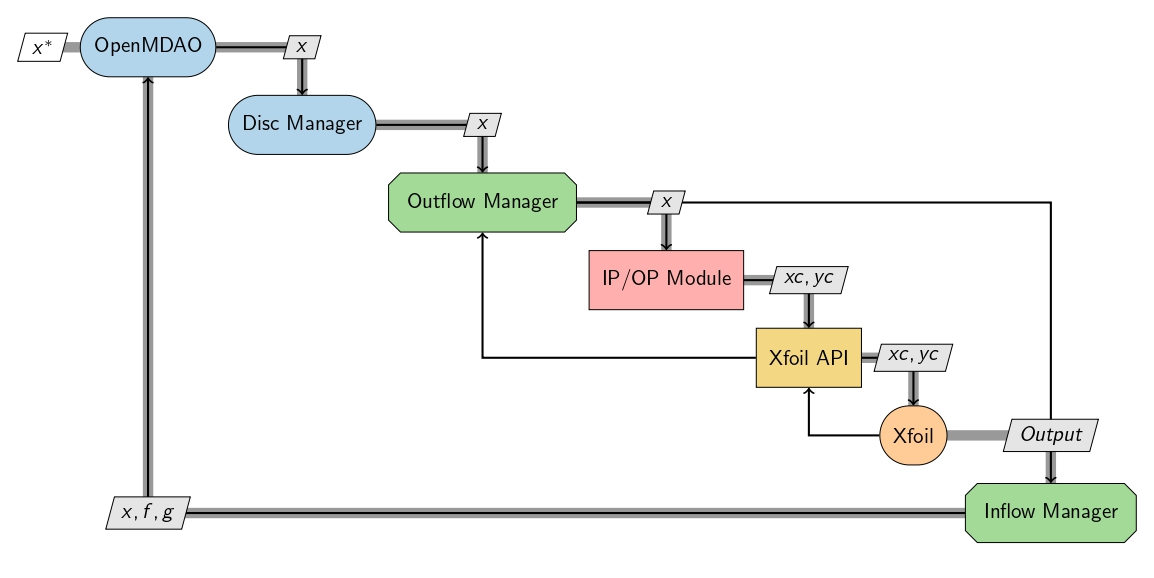 x*
OpenMDAO
x
Disc Manager
x
Outflow Manager
x
IP/OP Module
xc, yc
Xfoil API
xc, yc
Xfoil
Output
x, f, g
Inflow Manager